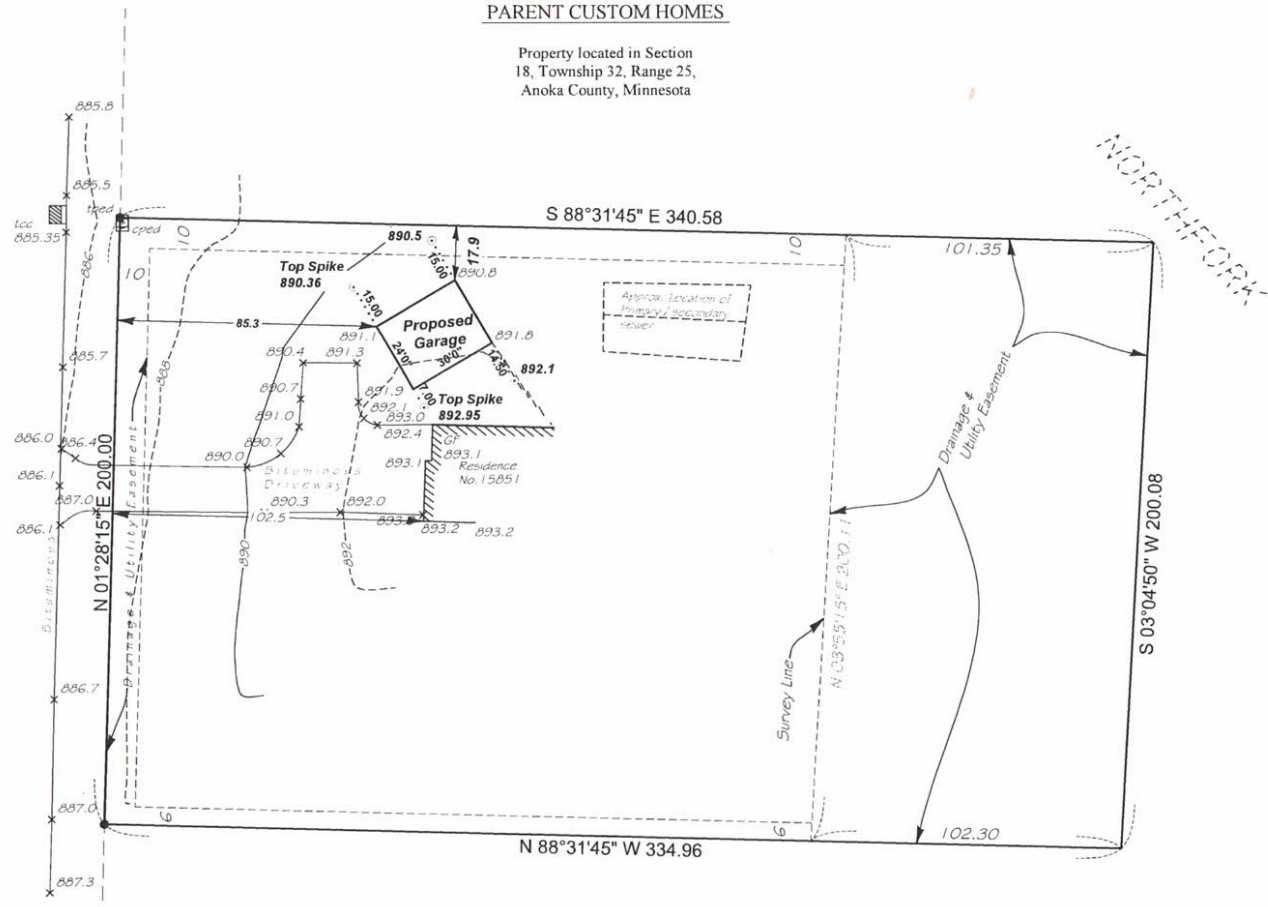 PARENT CUSTOM HOMES
Property located in Section
18, Township 32, Range 25,
Anoka County, Minnesota
NORTHFORK
885.8
885.5
tped
tcc
885.35
cped
886
10
10
S 88°31'45" E 340.58
890.5
15.00
17.9
890.8
10
101.35
Top Spike
890.36
15.00
Approx. Location of
Primary / secondary
sewer
85.3
891.1
Proposed
Garage
24'0"
30'0"
891.8
14.50
892.1
885.7
888
890.4
891.3
890.7
891.9
7.00
Top Spike
892.95
891.0
892.1
893.0
892.4
886.0
886.4
890.7
890.0
GF
893.1
893.1
Residence
No. 15851
Bituminous
Driveway
886.1
887.0
890.3
892.0
102.5
893.2
893.2
886.1
890
892
Bituminous
N 01°28'15" E 200.00
Drainage & Utility Easement
Drainage &
Utility Easement
N 03°55'15" E 200.11
Survey Line
S 03°04'50" W 200.08
886.7
887.0
6
6
102.30
N 88°31'45" W 334.96
887.3